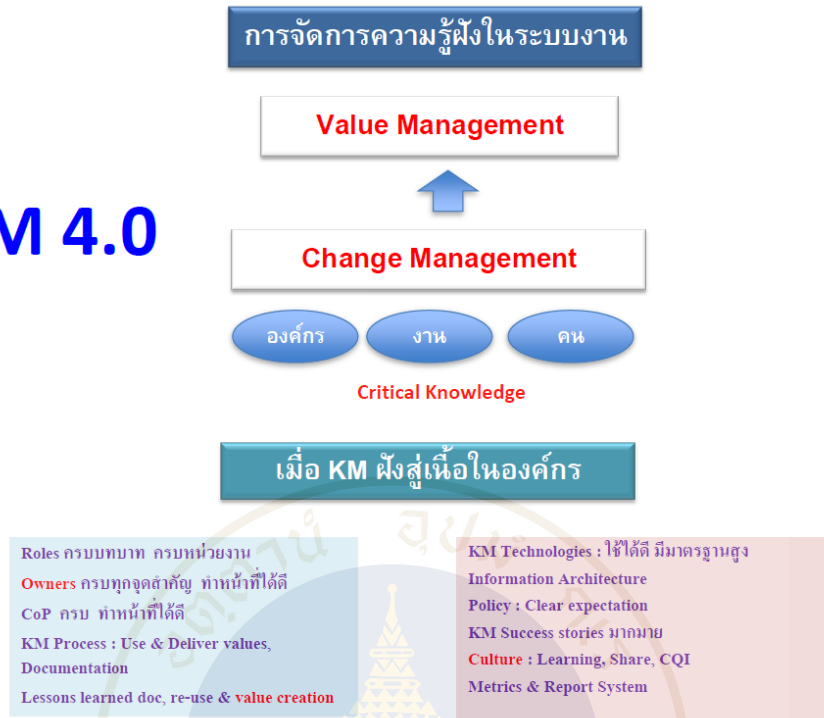 การจัดการความรู้ฝังในระบบงาน
Value Management
M 4.0
Change Management
องค์กร งาน คน
Critical Knowledge
เมื่อ KM ฝังสู่เนื้อในองค์กร
Roles ครบบทบาท ครบหน่วยงาน
Owners ครบทุกจุดสำคัญ ทำหน้าที่ได้ดี
CoP ครบ ทำหน้าที่ได้ดี
KM Process : Use & Deliver values,
Documentation
Lessons learned doc, re-use & value creation
KM Technologies : ใช้ได้ดี มีมาตรฐานสูง
Information Architecture
Policy : Clear expectation
KM Success stories มากมาย
Culture : Learning, Share, CQI
Metrics & Report System